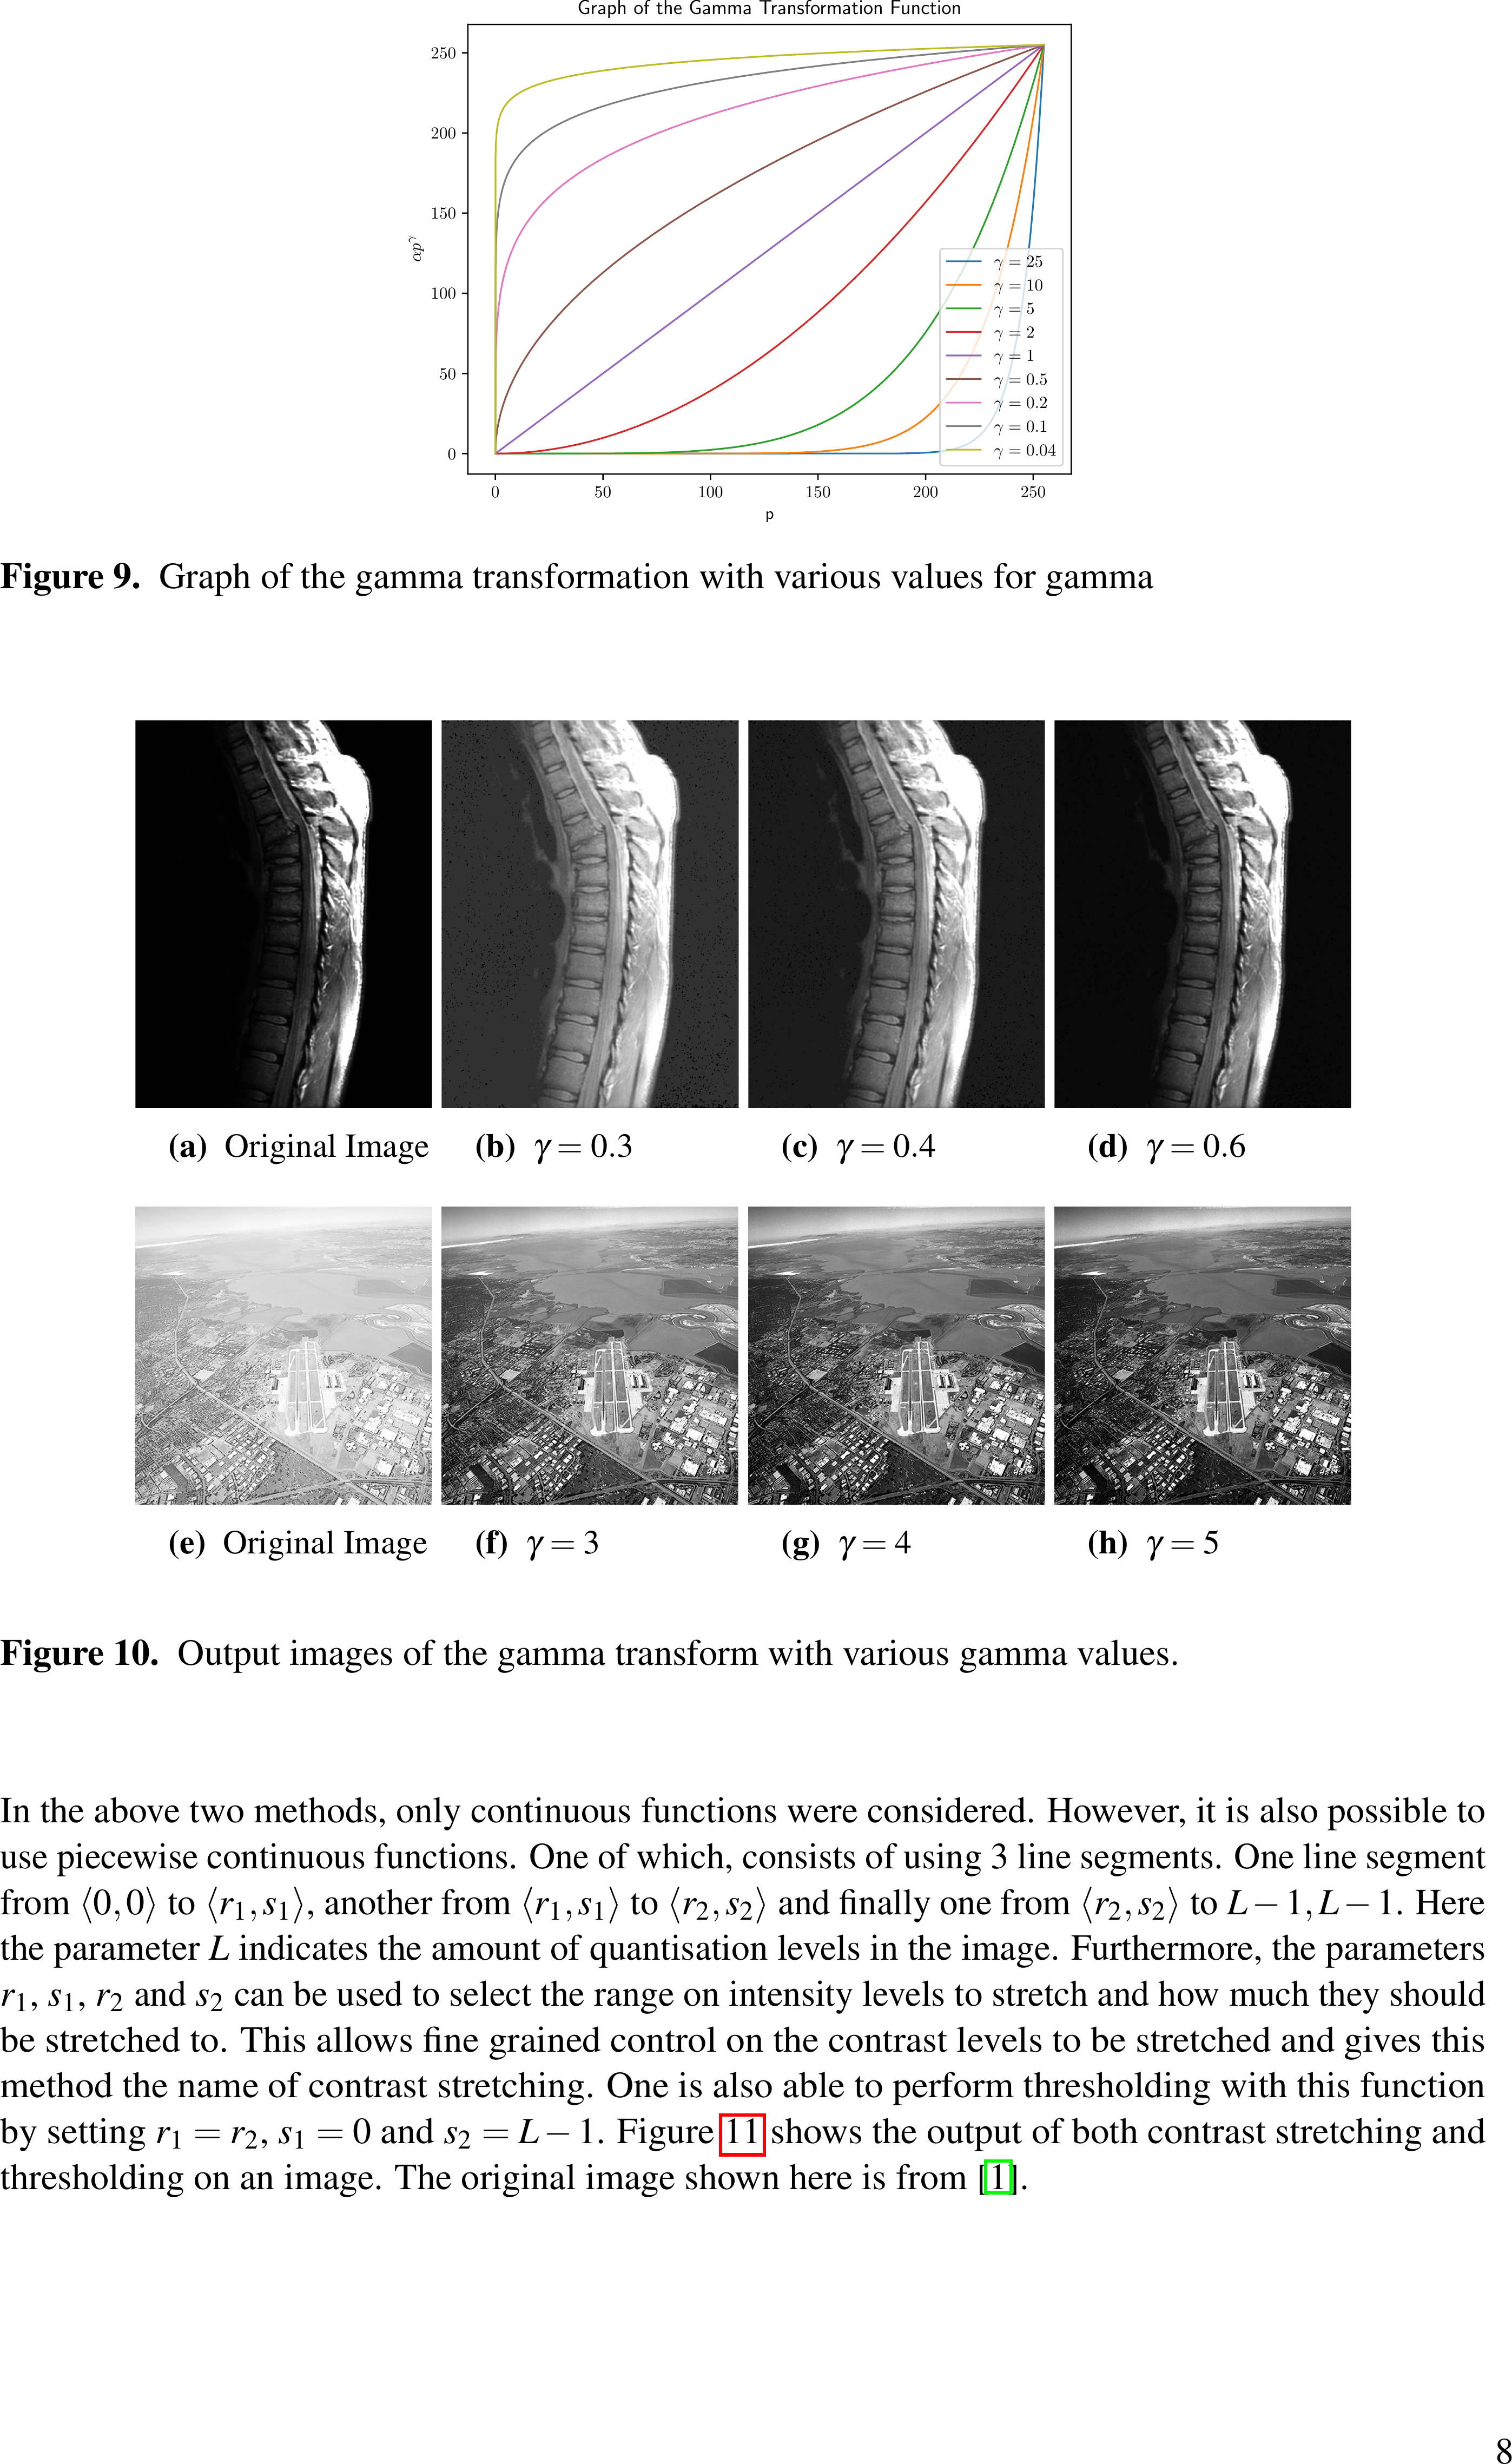 Graph of the Gamma Transformation Function
250
200
150
100
50
0
αp^γ
γ = 25
γ = 10
γ = 5
γ = 2
γ = 1
γ = 0.5
γ = 0.2
γ = 0.1
γ = 0.04
0 50 100 150 200 250
p
Figure 9. Graph of the gamma transformation with various values for gamma
(a) Original Image (b) γ = 0.3 (c) γ = 0.4 (d) γ = 0.6
(e) Original Image (f) γ = 3 (g) γ = 4 (h) γ = 5
Figure 10. Output images of the gamma transform with various gamma values.
In the above two methods, only continuous functions were considered. However, it is also possible to
use piecewise continuous functions. One of which, consists of using 3 line segments. One line segment
from ⟨0,0⟩ to ⟨r₁,s₁⟩, another from ⟨r₁,s₁⟩ to ⟨r₂,s₂⟩ and finally one from ⟨r₂,s₂⟩ to L − 1, L − 1. Here
the parameter L indicates the amount of quantisation levels in the image. Furthermore, the parameters
r₁, s₁, r₂ and s₂ can be used to select the range on intensity levels to stretch and how much they should
be stretched to. This allows fine grained control on the contrast levels to be stretched and gives this
method the name of contrast stretching. One is also able to perform thresholding with this function
by setting r₁ = r₂, s₁ = 0 and s₂ = L − 1. Figure 11 shows the output of both contrast stretching and
thresholding on an image. The original image shown here is from [1].
8